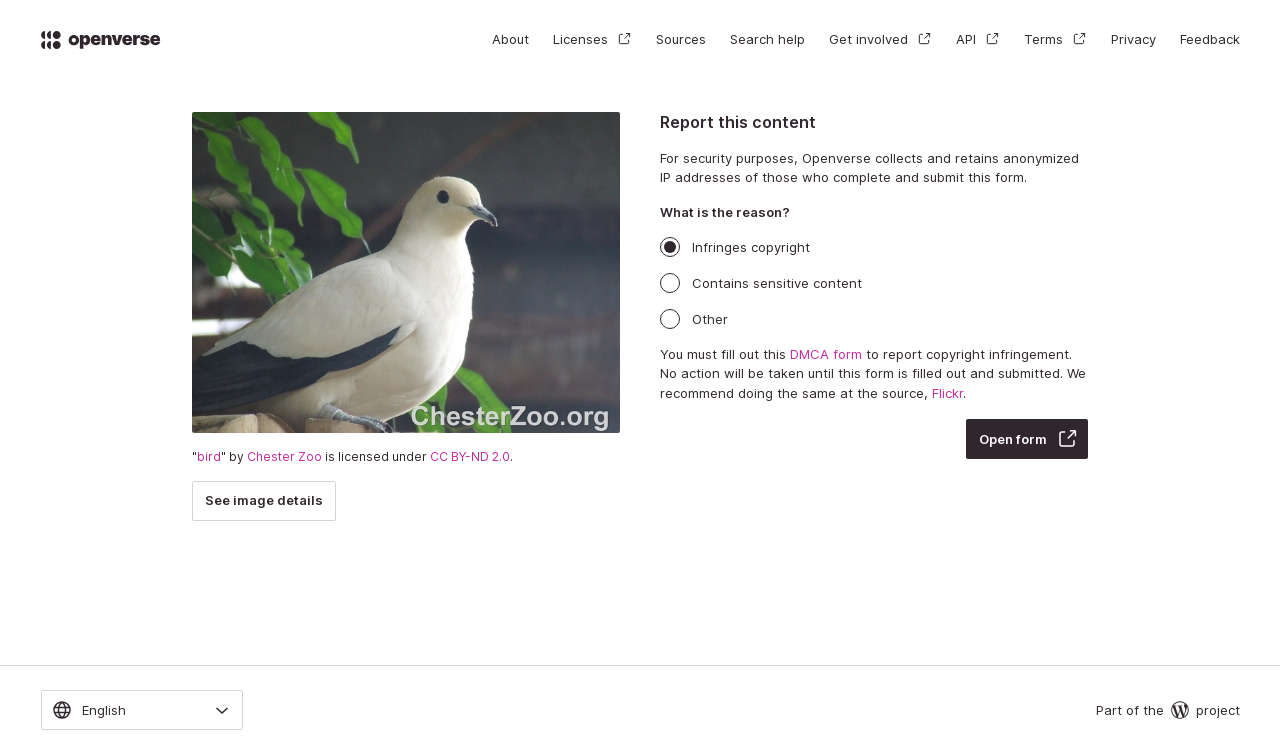 openverse
About
Licenses
Sources
Search help
Get involved
API
Terms
Privacy
Feedback
ChesterZoo.org
"bird" by Chester Zoo is licensed under CC BY-ND 2.0.
See image details
Report this content
For security purposes, Openverse collects and retains anonymized
IP addresses of those who complete and submit this form.
What is the reason?
Infringes copyright
Contains sensitive content
Other
You must fill out this DMCA form to report copyright infringement.
No action will be taken until this form is filled out and submitted. We
recommend doing the same at the source, Flickr.
Open form
English
Part of the project